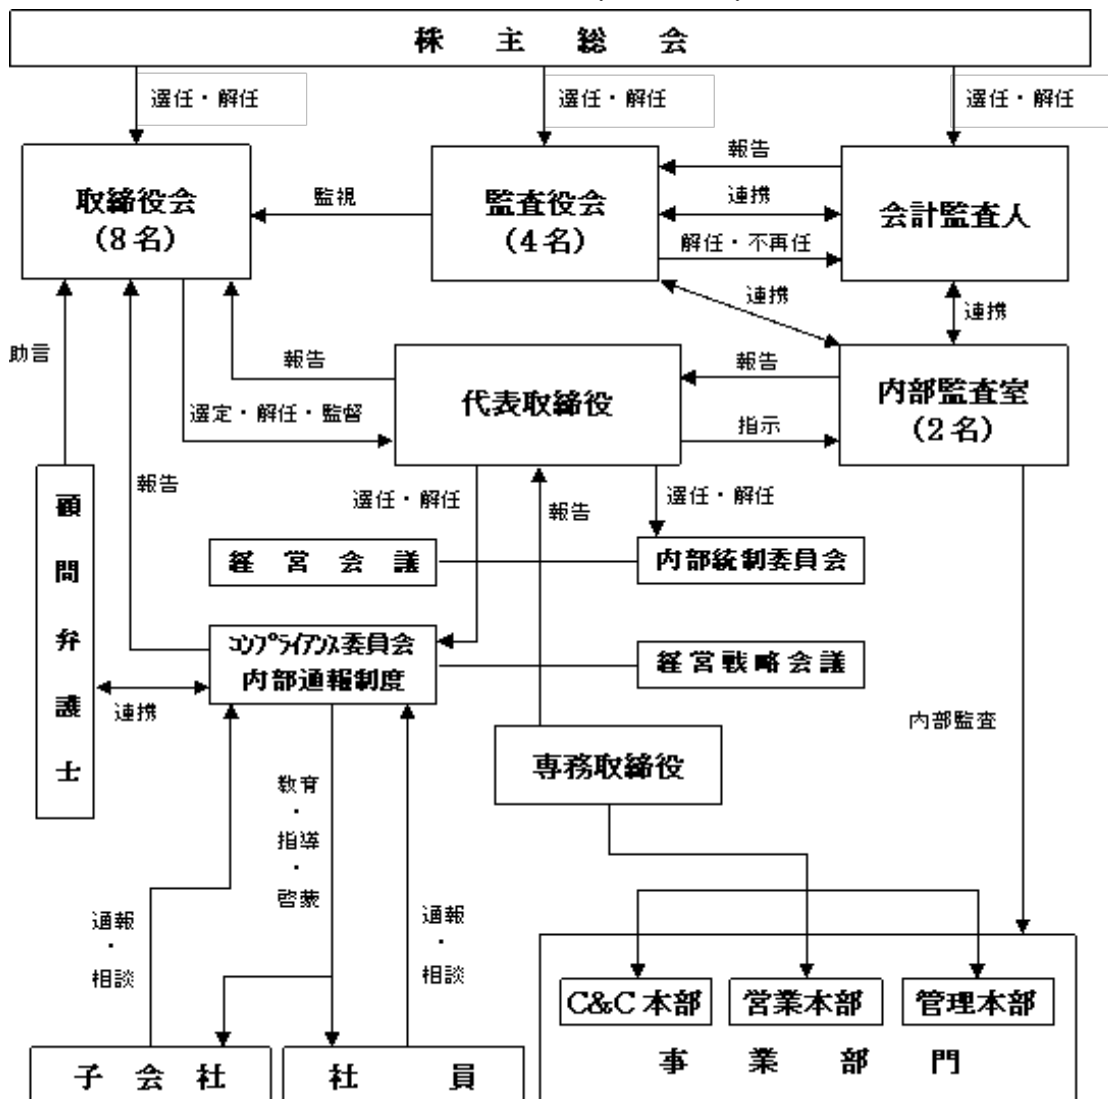 株主総会
選任・解任
選任・解任
選任・解任
取締役会
(8名)
監視
監査役会
(4名)
報告
連携
解任・不再任
会計監査人
連携
連携
助言
報告
選定・解任・監督
代表取締役
報告
指示
内部監査室
(2名)
顧問弁護士
報告
選任・解任
報告
選任・解任
経営会議
内部統制委員会
コンプライアンス委員会
内部通報制度
経営戦略会議
連携
内部監査
専務取締役
教育
・
指導
・
啓蒙
通報
・
相談
通報
・
相談
C&C本部
営業本部
管理本部
事業部門
子会社
社員